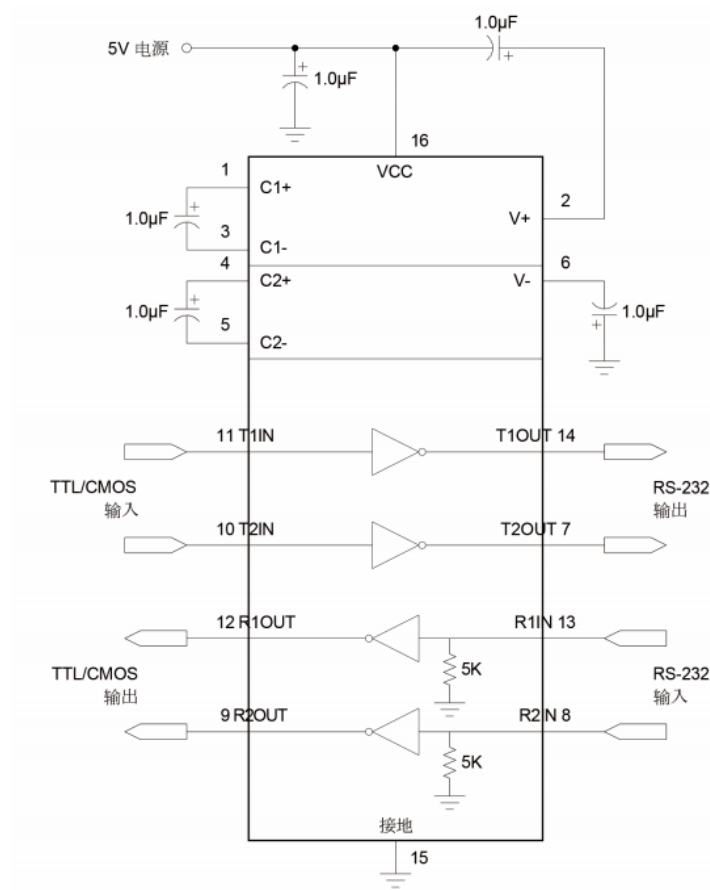 1.0µF
5V 电源
1.0µF
16
VCC
1
C1+
2
V+
1.0µF
3
C1-
4
C2+
6
V-
1.0µF
1.0µF
5
C2-
11 T1IN
T1OUT 14
TTL/CMOS
输入
RS-232
输出
10 T2IN
T2OUT 7
12 R1OUT
R1IN 13
5K
TTL/CMOS
输出
RS-232
输入
9 R2OUT
R2IN 8
5K
接地
15